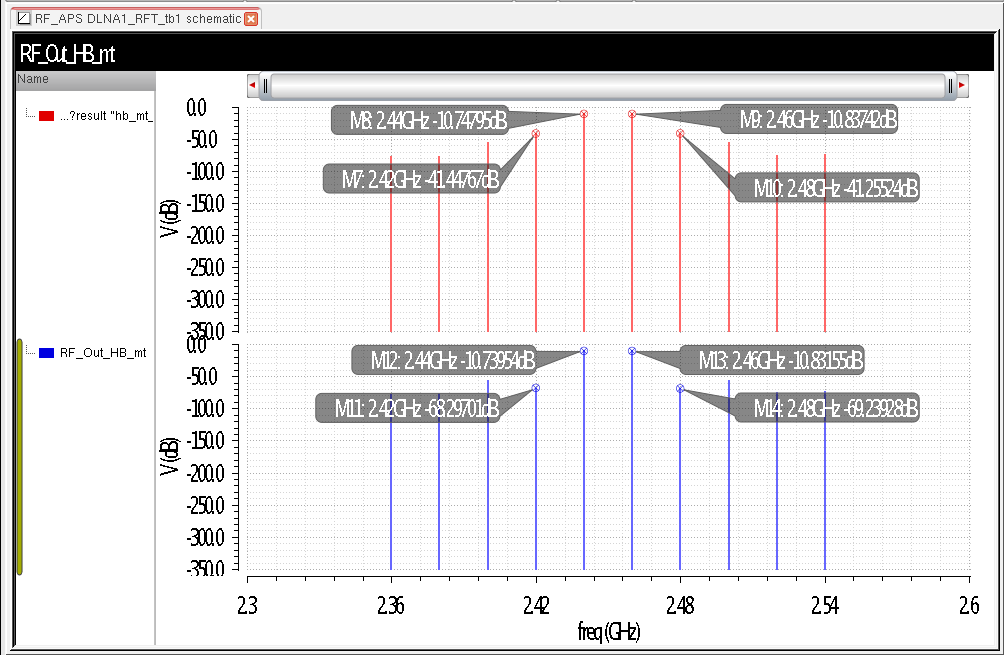 RF_APS DLNA1_RFT_tb1 schematic
RF_Out_HB_mt
Name
...?result "hb_mt_
0.0
-50.0
-100.0
-150.0
-200.0
-250.0
-300.0
-350.0
V (dB)
M8: 2.44GHz -10.74795dB
M9: 2.46GHz -10.83742dB
M7: 2.42GHz -41.44767dB
M10: 2.48GHz -41.25524dB
RF_Out_HB_mt
0.0
-50.0
-100.0
-150.0
-200.0
-250.0
-300.0
-350.0
V (dB)
M12: 2.44GHz -10.73954dB
M13: 2.46GHz -10.83155dB
M11: 2.42GHz -68.29701dB
M14: 2.48GHz -69.23928dB
2.3 2.36 2.42 2.48 2.54 2.6
freq (GHz)